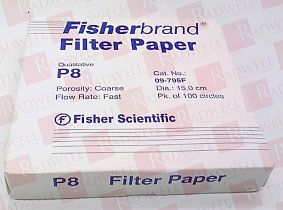 Fisherbrand®
Filter Paper
Qualitative
P8
Porosity: Coarse
Flow Rate: Fast
Cat. No.:
09-795F
Dia.: 15.0 cm
Pk. of 100 circles
F Fisher Scientific
P8 Filter Paper
RADWELL